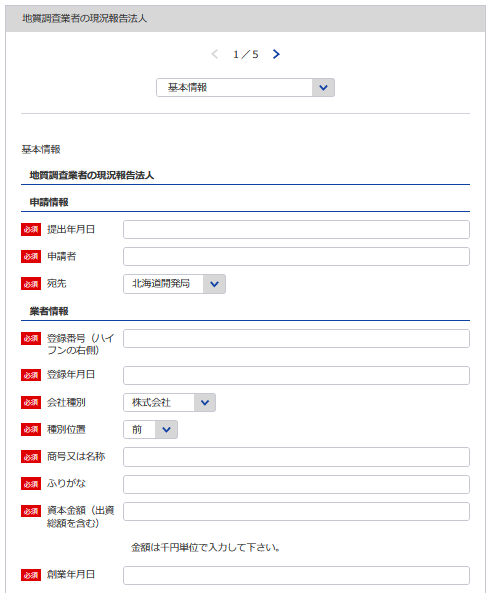 地質調査業者の現況報告法人
1／5
基本情報
基本情報
地質調査業者の現況報告法人
申請情報
必須 提出年月日
必須 申請者
必須 宛先 北海道開発局
業者情報
必須 登録番号（ハイ
フンの右側）
必須 登録年月日
必須 会社種別 株式会社
必須 種別位置 前
必須 商号又は名称
必須 ふりがな
必須 資本金額（出資
総額を含む）
金額は千円単位で入力して下さい。
必須 創業年月日